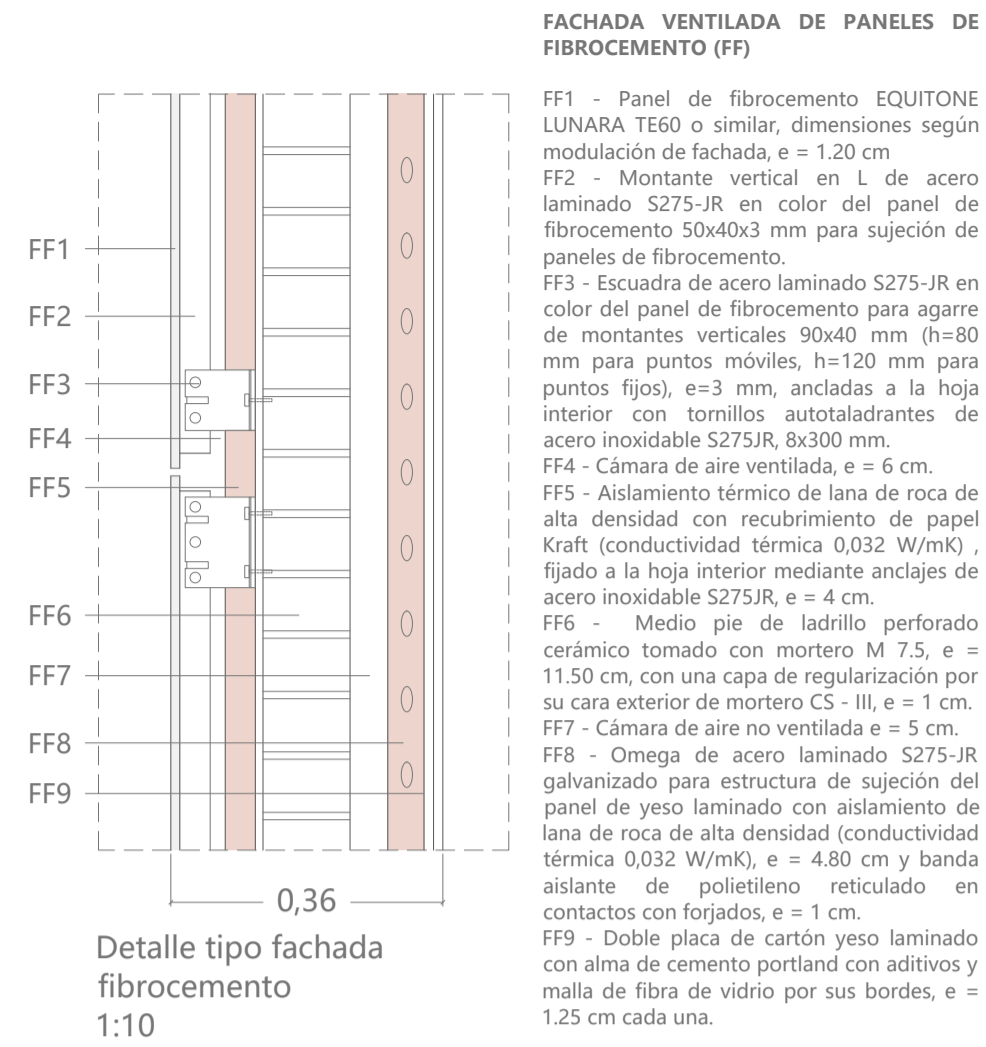 FACHADA VENTILADA DE PANELES DE
FIBROCEMENTO (FF)
FF1 - Panel de fibrocemento EQUITONE
LUNARA TE60 o similar, dimensiones según
modulación de fachada, e = 1.20 cm
FF2 - Montante vertical en L de acero
laminado S275-JR en color del panel de
fibrocemento 50x40x3 mm para sujeción de
paneles de fibrocemento.
FF3 - Escuadra de acero laminado S275-JR en
color del panel de fibrocemento para agarre
de montantes verticales 90x40 mm (h=80
mm para puntos móviles, h=120 mm para
puntos fijos), e=3 mm, ancladas a la hoja
interior con tornillos autotaladrantes de
acero inoxidable S275JR, 8x300 mm.
FF4 - Cámara de aire ventilada, e = 6 cm.
FF5 - Aislamiento térmico de lana de roca de
alta densidad con recubrimiento de papel
Kraft (conductividad térmica 0,032 W/mK) ,
fijado a la hoja interior mediante anclajes de
acero inoxidable S275JR, e = 4 cm.
FF6 - Medio pie de ladrillo perforado
cerámico tomado con mortero M 7.5, e =
11.50 cm, con una capa de regularización por
su cara exterior de mortero CS - III, e = 1 cm.
FF7 - Cámara de aire no ventilada e = 5 cm.
FF8 - Omega de acero laminado S275-JR
galvanizado para estructura de sujeción del
panel de yeso laminado con aislamiento de
lana de roca de alta densidad (conductividad
térmica 0,032 W/mK), e = 4.80 cm y banda
aislante de polietileno reticulado en
contactos con forjados, e = 1 cm.
FF9 - Doble placa de cartón yeso laminado
con alma de cemento portland con aditivos y
malla de fibra de vidrio por sus bordes, e =
1.25 cm cada una.
FF1
FF2
FF3
FF4
FF5
FF6
FF7
FF8
FF9
0,36
Detalle tipo fachada
fibrocemento
1:10